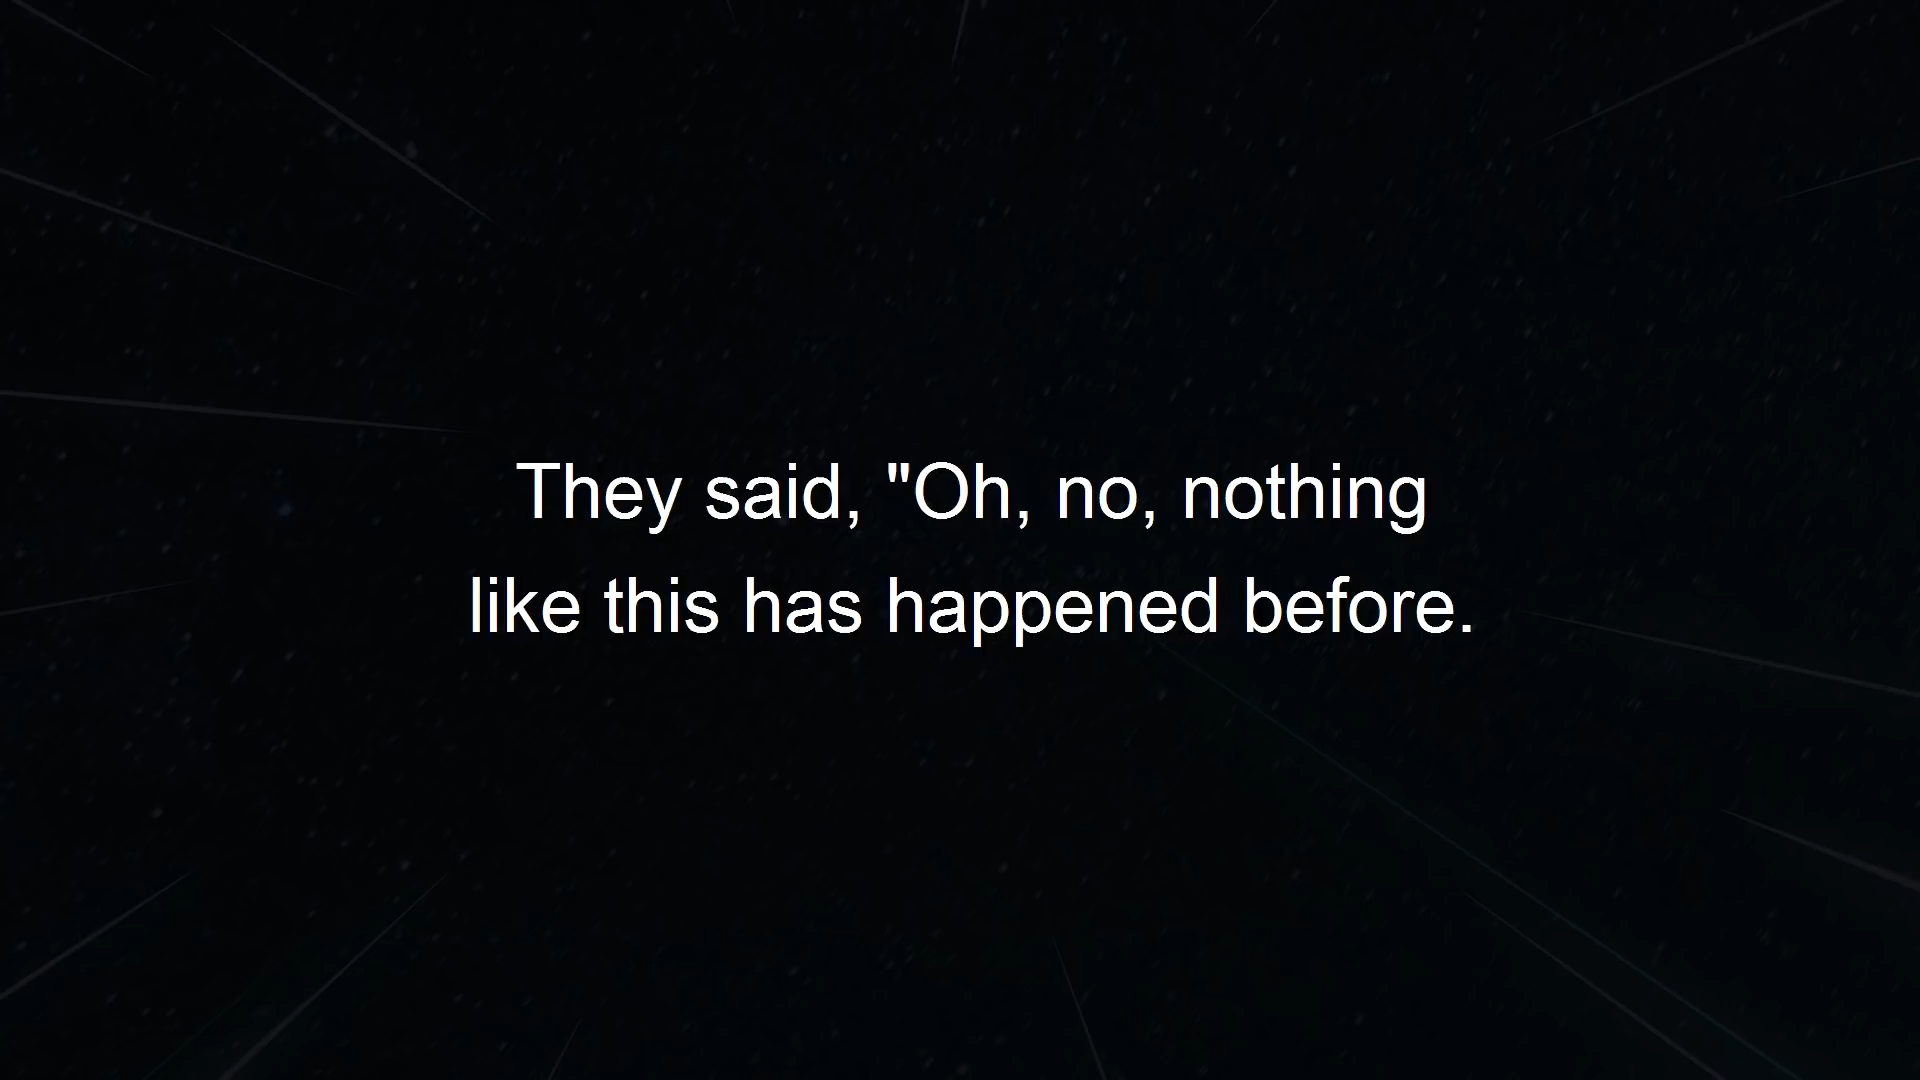 They said, "Oh, no, nothing
like this has happened before.